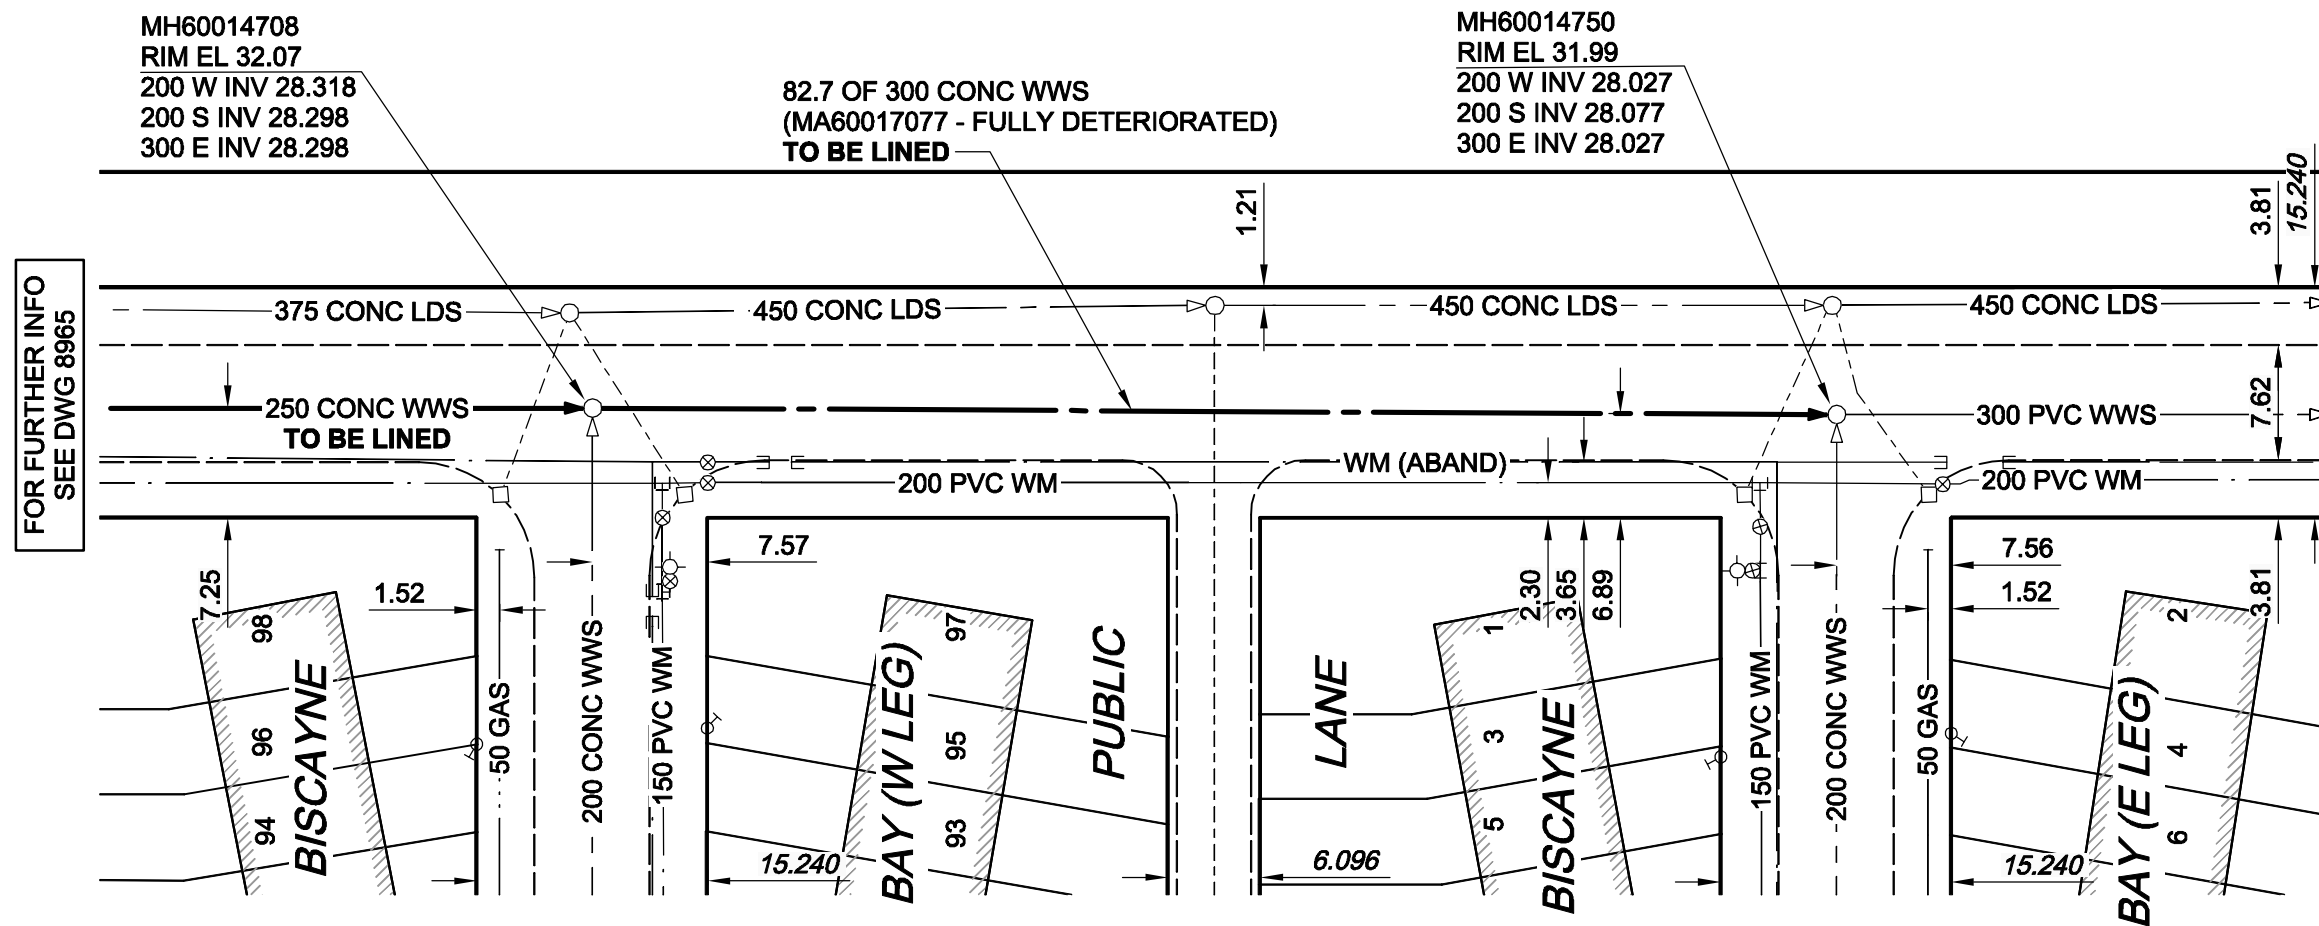 MH60014708
RIM EL 32.07
200 W INV 28.318
200 S INV 28.298
300 E INV 28.298
82.7 OF 300 CONC WWS
(MA60017077 - FULLY DETERIORATED)
TO BE LINED
MH60014750
RIM EL 31.99
200 W INV 28.027
200 S INV 28.077
300 E INV 28.027
1.21
3.81
15.240
FOR FURTHER INFO
SEE DWG 8965
375 CONC LDS
450 CONC LDS
450 CONC LDS
450 CONC LDS
250 CONC WWS
TO BE LINED
300 PVC WWS
7.62
WM (ABAND)
200 PVC WM
200 PVC WM
7.25
1.52
7.57
2.30
3.65
6.89
7.56
1.52
3.81
98
96
94
BISCAYNE
50 GAS
200 CONC WWS
150 PVC WM
BAY (W LEG)
97
95
93
15.240
PUBLIC
LANE
6.096
1
3
5
BISCAYNE
150 PVC WM
200 CONC WWS
50 GAS
15.240
BAY (E LEG)
2
4
6